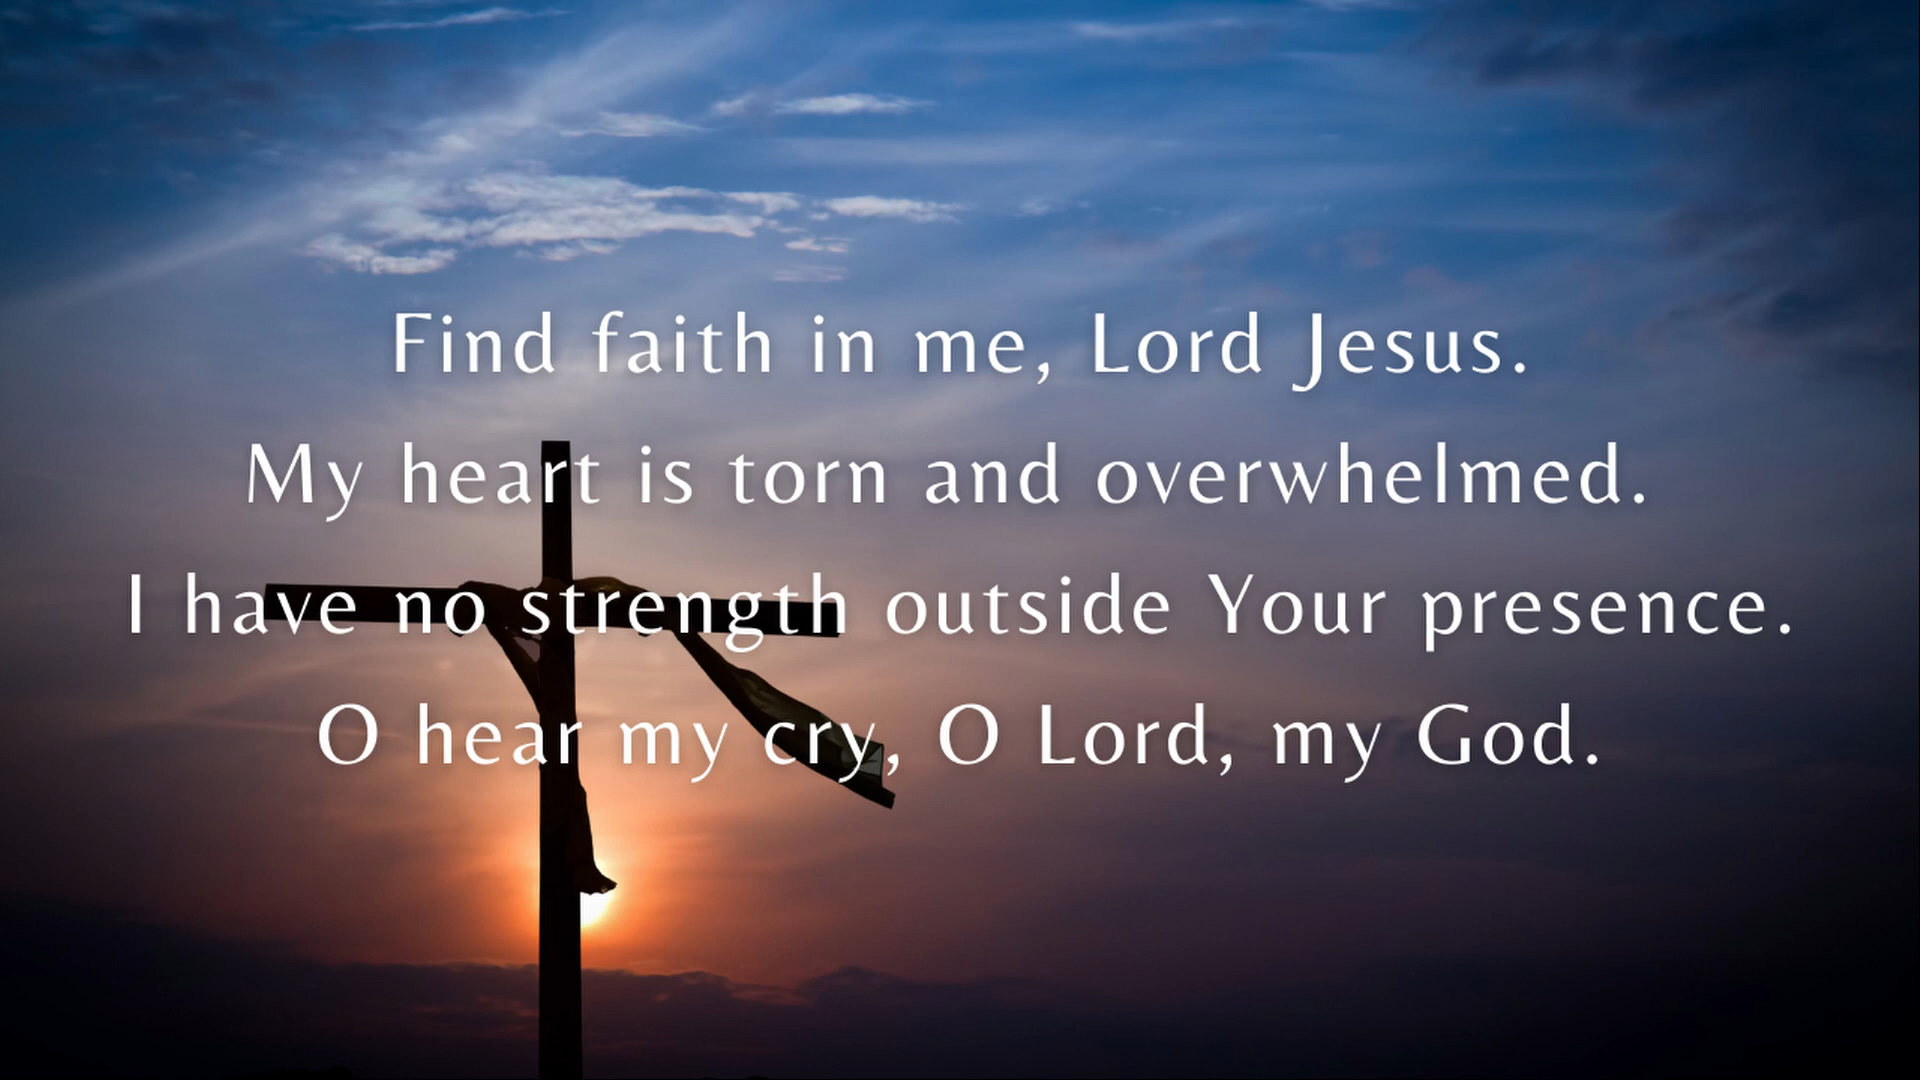 Find faith in me, Lord Jesus.
My heart is torn and overwhelmed.
I have no strength outside Your presence.
O hear my cry, O Lord, my God.